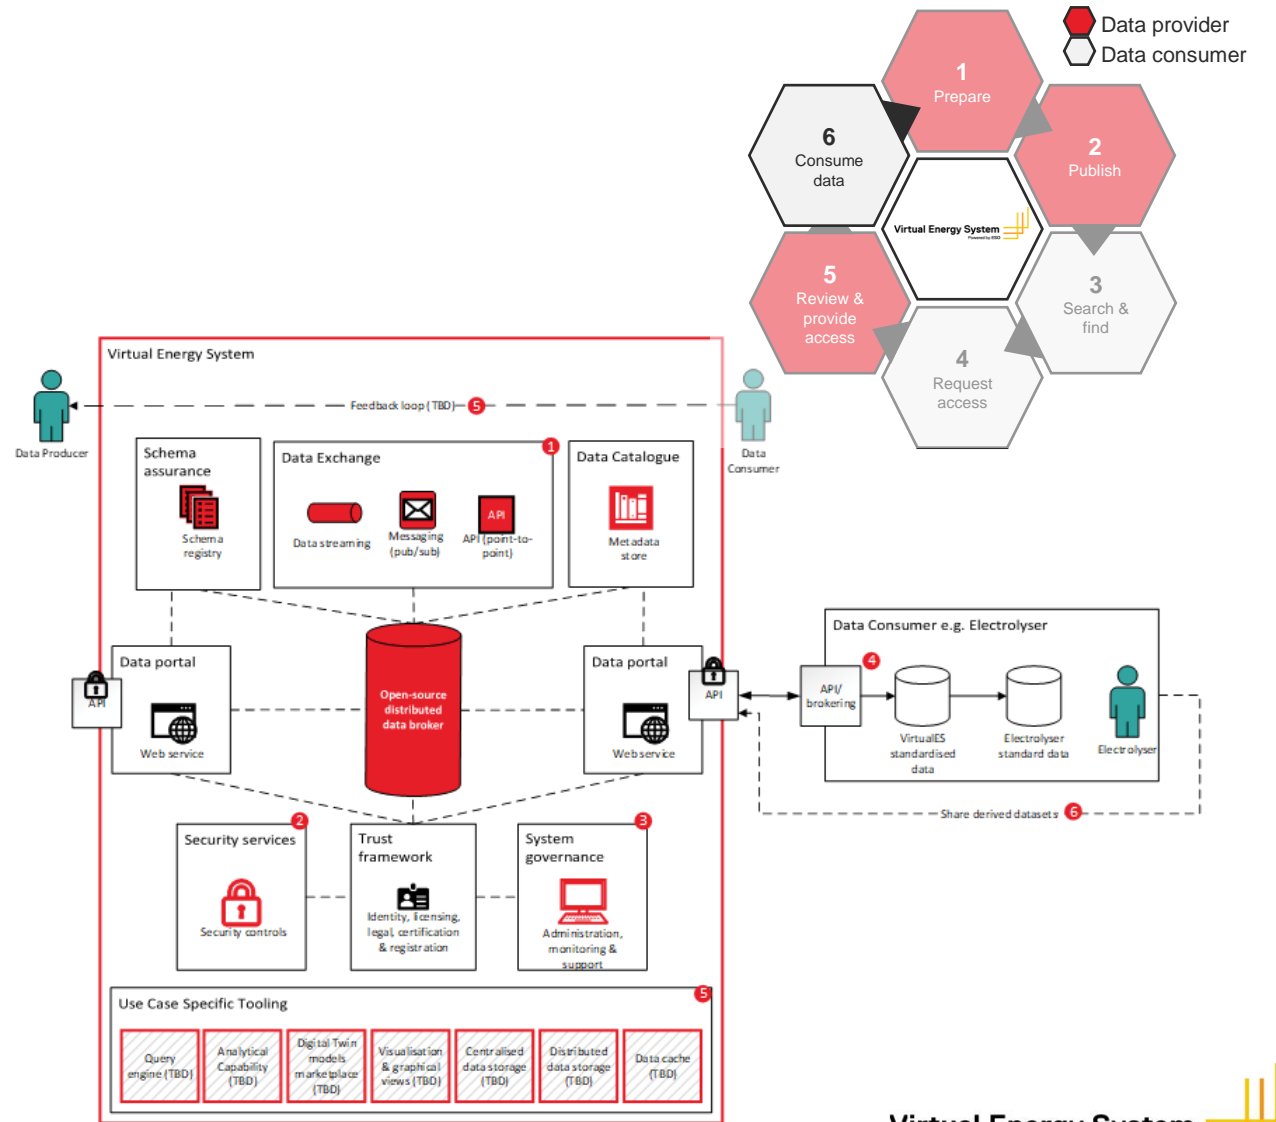 Data provider
Data consumer
1
Prepare
2
Publish
3
Search &
find
4
Request
access
5
Review &
provide
access
6
Consume
data
Virtual Energy System
Powered by ESO
Virtual Energy System
Feedback loop (TBD)
5
Data Producer
Data
Consumer
Schema
assurance
Schema
registry
1
Data Exchange
Data streaming
Messaging
(pub/sub)
API
API (point-to-
point)
Data Catalogue
Metadata
store
Data portal
API
Web service
Open-source
distributed
data broker
Data portal
Web service
API
Data Consumer e.g. Electrolyser
4
API/
brokering
VirtualES
standardised
data
Electrolyser
standard data
Electrolyser
Share derived datasets
6
2
Security services
Security controls
Trust
framework
Identity, licensing,
legal, certification
& registration
3
System
governance
Administration,
monitoring &
support
5
Use Case Specific Tooling
Query
engine (TBD)
Analytical
Capability
(TBD)
Digital Twin
models
marketplace
(TBD)
Visualisation
& graphical
views (TBD)
Centralised
data storage
(TBD)
Distributed
data storage
(TBD)
Data cache
(TBD)
Virtual Energy System